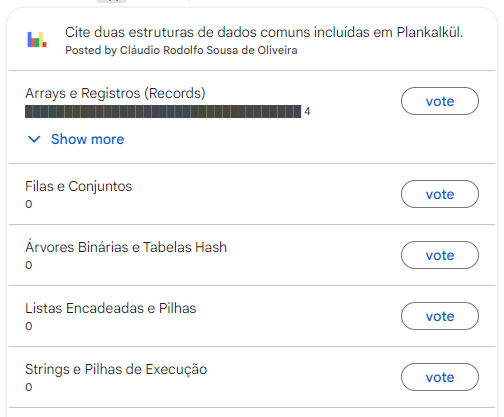 Cite duas estruturas de dados comuns incluídas em Plankalkül.
Posted by Cláudio Rodolfo Sousa de Oliveira
Arrays e Registros (Records)
vote
4
Show more
Filas e Conjuntos
vote
0
Árvores Binárias e Tabelas Hash
vote
0
Listas Encadeadas e Pilhas
vote
0
Strings e Pilhas de Execução
vote
0